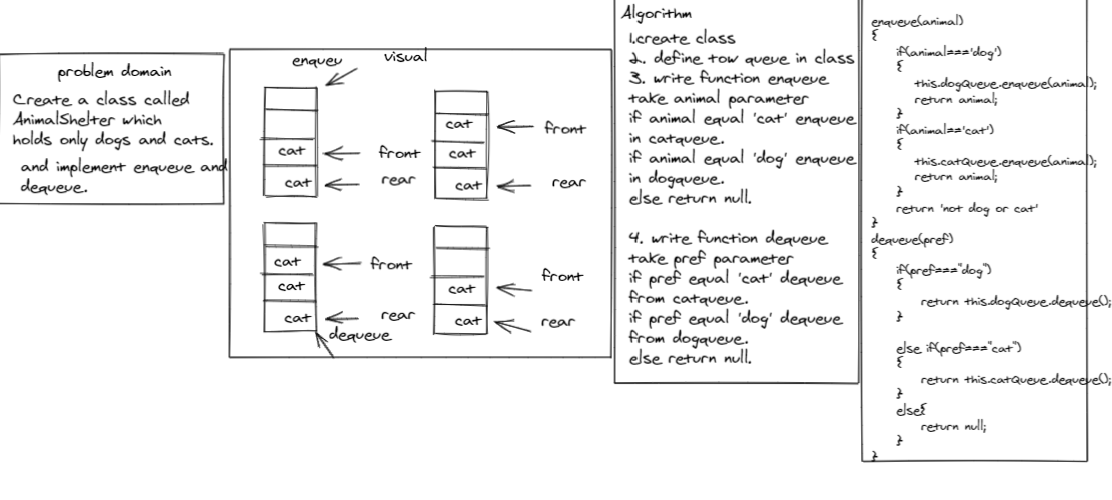 problem domain
Create a class called
AnimalShelter which
holds only dogs and cats.
and implement enqueue and
dequeue.
visual
enqueu
cat
front
cat
rear
cat
front
cat
cat
rear
cat
front
cat
cat
rear
dequeue
cat
front
cat
rear
Algorithm
1.create class
2. define tow queue in class
3. write function enqueue
take animal parameter
if animal equal 'cat' enqueue
in catqueue.
if animal equal 'dog' enqueue
in dogqueue.
else return null.
4. write function dequeue
take pref parameter
if pref equal 'cat' dequeue
from catqueue.
if pref equal 'dog' dequeue
from dogqueue.
else return null.
enqueue(animal)
{
if(animal==='dog')
{
this.dogQueue.enqueue(animal);
return animal;
}
if(animal=='cat')
{
this.catQueue.enqueue(animal);
return animal;
}
return 'not dog or cat'
}
dequeue(pref)
{
if(pref==="dog")
{
return this.dogQueue.dequeue();
}
else if(pref==="cat")
{
return this.catQueue.dequeue();
}
else{
return null;
}
}